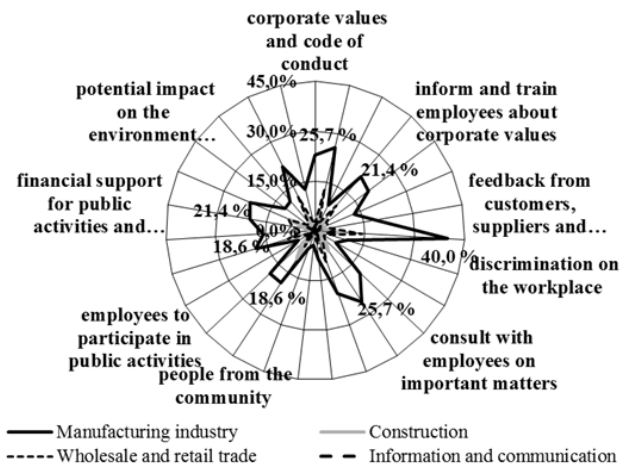 corporate values
and code of
conduct
45,0%
potential impact
on the
environment…
inform and train
employees about
corporate values
30,0%
25,7 %
21,4 %
15,0%
financial support
for public
activities and…
feedback from
customers,
suppliers and…
21,4 %
0,0%
18,6 %
40,0 %
discrimination on
the workplace
18,6 %
25,7 %
employees to
participate in
public activities
consult with
employees on
important matters
people from the
community
Manufacturing industry
Construction
Wholesale and retail trade
Information and communication